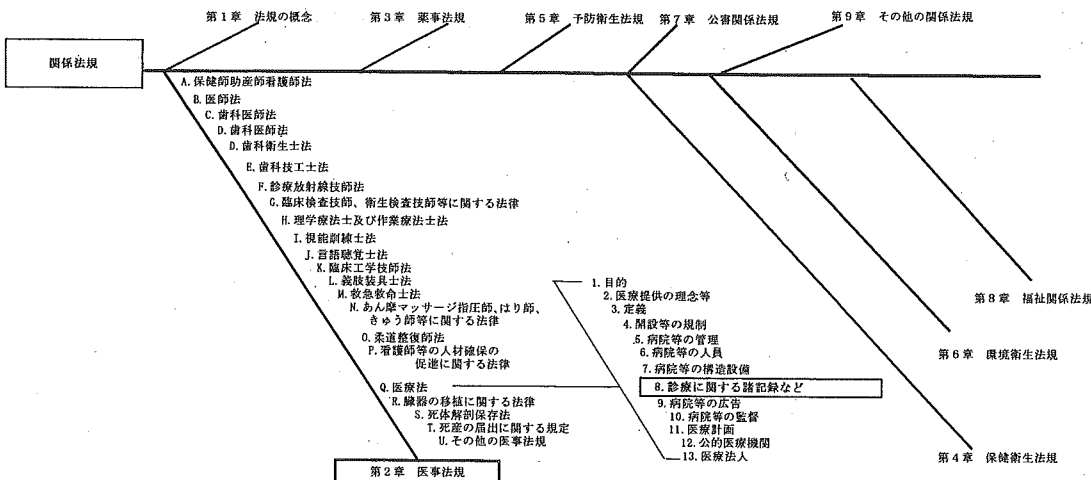 第1章 法規の概念
第3章 薬事法規
第5章 予防衛生法規
第7章 公害関係法規
第9章 その他の関係法規
関係法規
A.保健師助産師看護師法
B.医師法
C.歯科医師法
D.歯科医師法
D.歯科衛生士法
E.歯科技工士法
F.診療放射線技師法
G.臨床検査技師、衛生検査技師等に関する法律
H.理学療法士及び作業療法士法
I.視能訓練士法
J.言語聴覚士法
K.臨床工学技師法
L.義肢装具士法
M.救急救命士法
N.あん摩マッサージ指圧師、はり師、
きゅう師等に関する法律
O.柔道整復師法
P.看護師等の人材確保の
促進に関する法律
Q.医療法
R.臓器の移植に関する法律
S.死体解剖保存法
T.死産の届出に関する規定
U.その他の医事法規
第2章 医事法規
1.目的
2.医療提供の理念等
3.定義
4.開設等の規制
5.病院等の管理
6.病院等の人員
7.病院等の構造設備
8.診療に関する諸記録など
9.病院等の広告
10.病院等の監督
11.医療計画
12.公的医療機関
13.医療法人
第8章 福祉関係法規
第6章 環境衛生法規
第4章 保健衛生法規